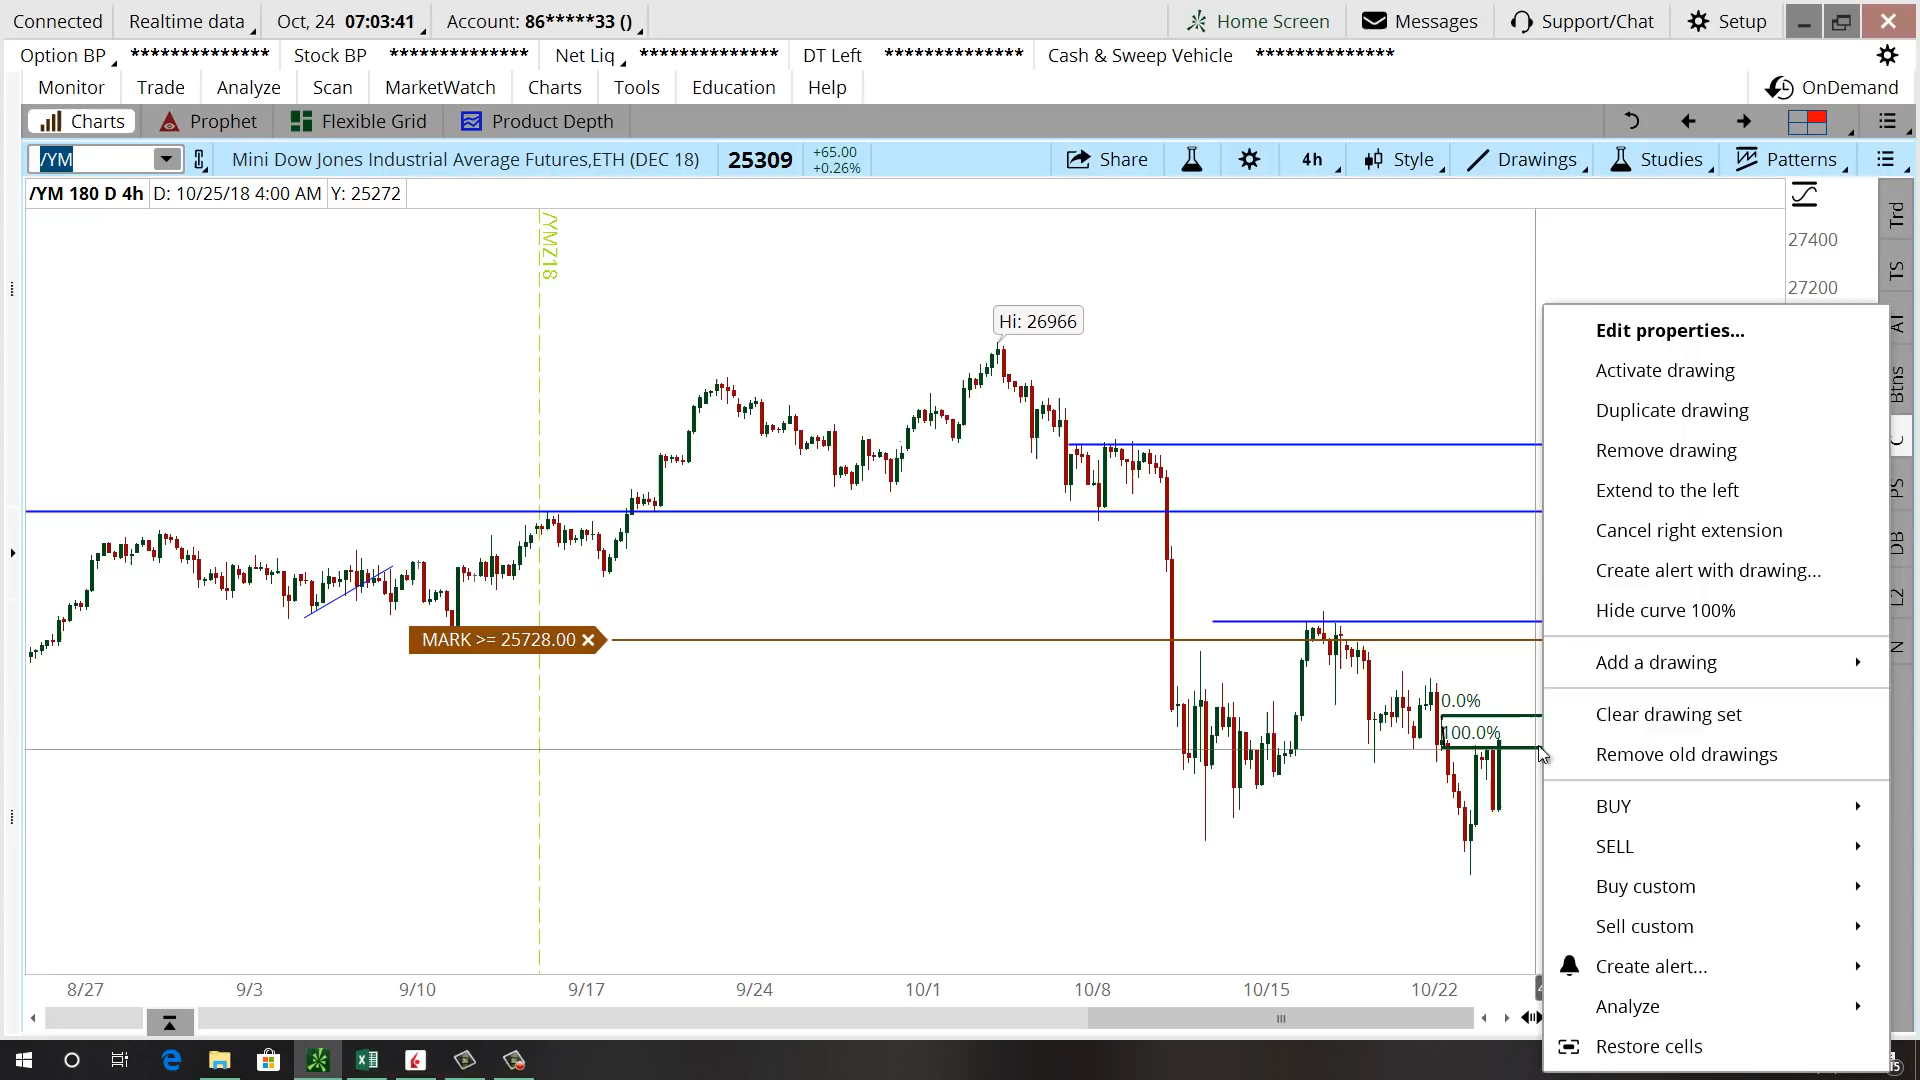 Connected Realtime data Oct, 24 07:03:41 Account: 86*****33 () Home Screen Messages Support/Chat Setup
Option BP ************** Stock BP ************** Net Liq ************** DT Left ************** Cash & Sweep Vehicle **************
Monitor Trade Analyze Scan MarketWatch Charts Tools Education Help OnDemand
Charts Prophet Flexible Grid Product Depth
/YM Mini Dow Jones Industrial Average Futures,ETH (DEC 18) 25309 +65.00 Share 4h Style Drawings Studies Patterns
+0.26%
/YM 180 D 4h D: 10/25/18 4:00 AM Y: 25272
/YMZ18
27400
27200
Hi: 26966
MARK >= 25728.00
0.0%
100.0%
Edit properties...
Activate drawing
Duplicate drawing
Remove drawing
Extend to the left
Cancel right extension
Create alert with drawing...
Hide curve 100%
Add a drawing
Clear drawing set
Remove old drawings
BUY
SELL
Buy custom
Sell custom
Create alert...
Analyze
Restore cells
Trd
TS
AT
Btns
C
PS
DB
L2
N
8/27 9/3 9/10 9/17 9/24 10/1 10/8 10/15 10/22